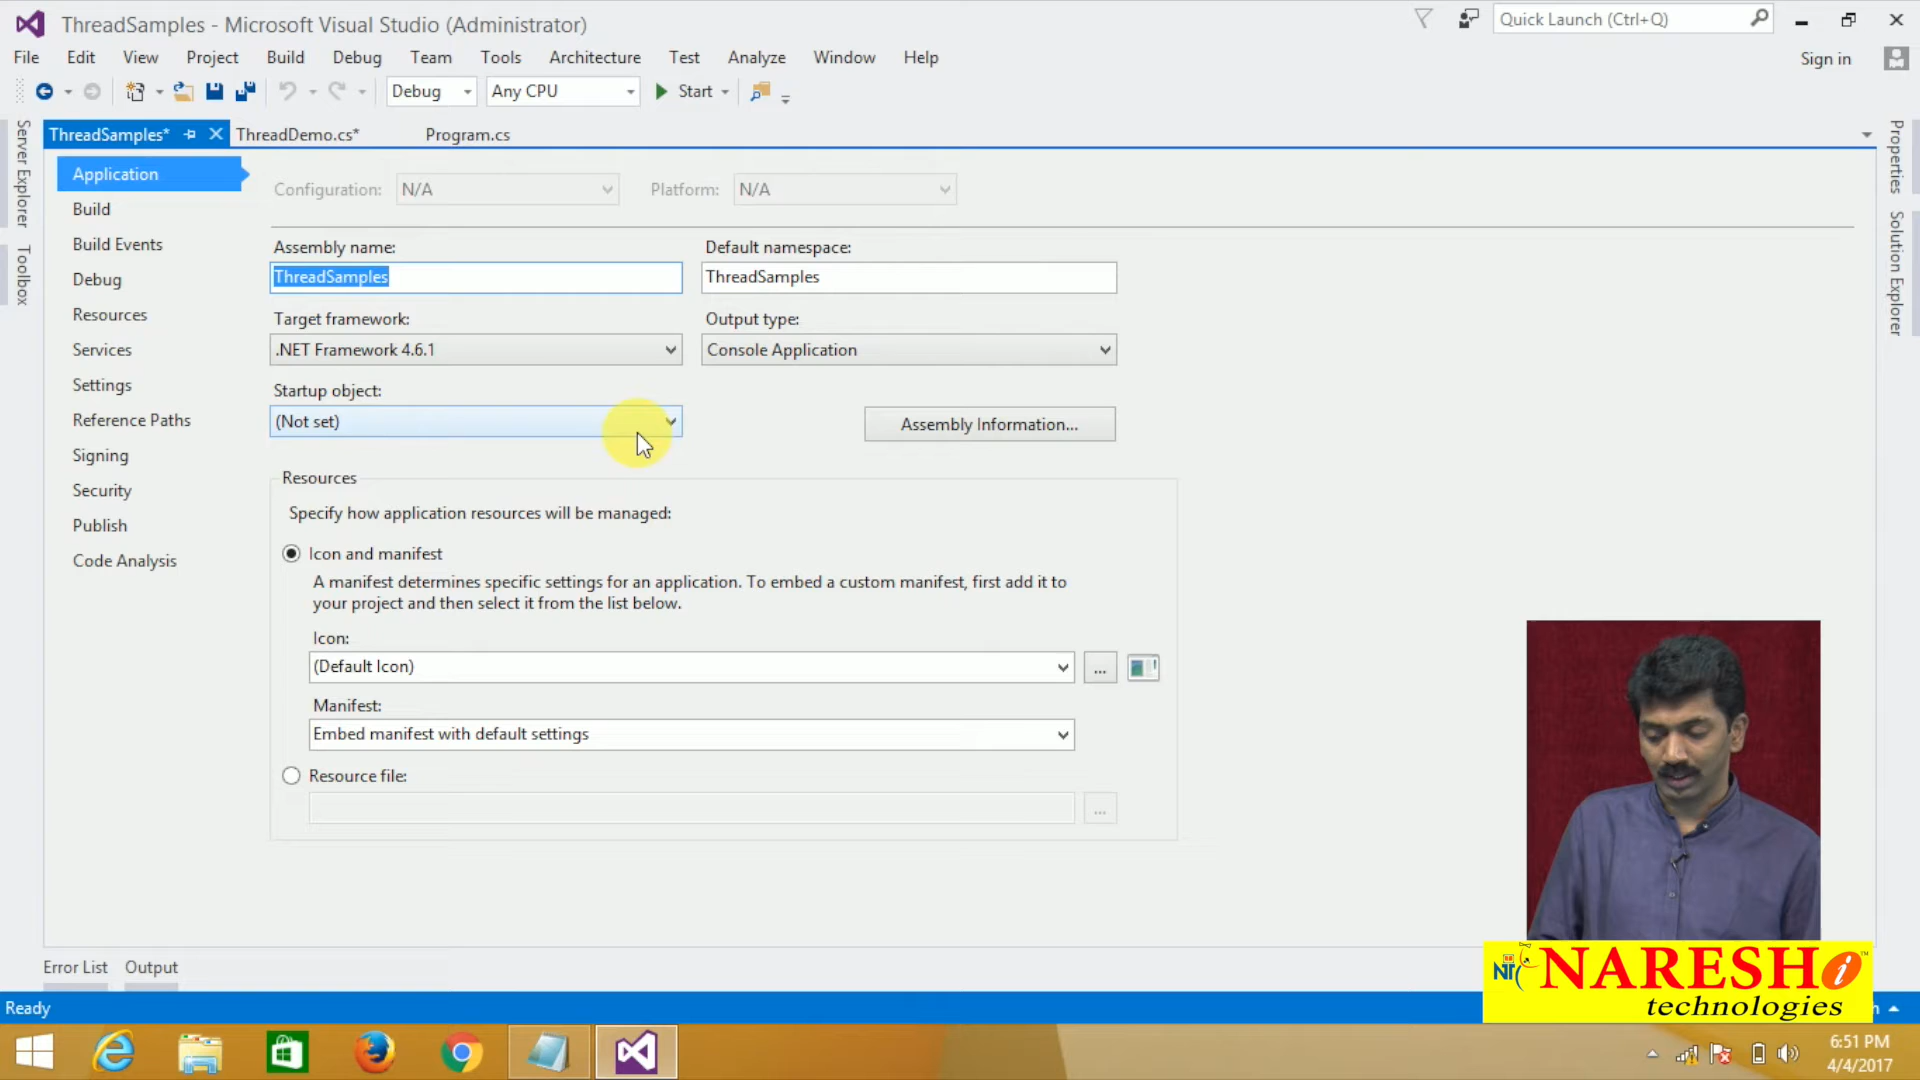 ThreadSamples - Microsoft Visual Studio (Administrator)
Quick Launch (Ctrl+Q)
File Edit View Project Build Debug Team Tools Architecture Test Analyze Window Help
Sign in
Debug Any CPU Start
ThreadSamples* ThreadDemo.cs* Program.cs
Server Explorer
Toolbox
Properties
Solution Explorer
Application
Build
Build Events
Debug
Resources
Services
Settings
Reference Paths
Signing
Security
Publish
Code Analysis
Configuration: N/A Platform: N/A
Assembly name: Default namespace:
ThreadSamples ThreadSamples
Target framework: Output type:
.NET Framework 4.6.1 Console Application
Startup object:
(Not set) Assembly Information...
Resources
Specify how application resources will be managed:
Icon and manifest
A manifest determines specific settings for an application. To embed a custom manifest, first add it to
your project and then select it from the list below.
Icon:
(Default Icon) ...
Manifest:
Embed manifest with default settings
Resource file:
...
Error List Output
Ready
NARESH i ™
technologies
6:51 PM
4/4/2017